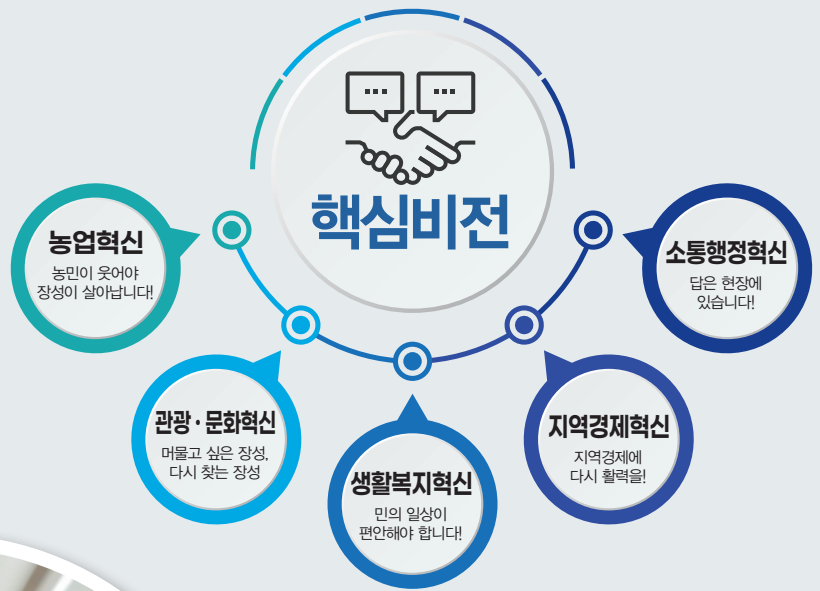 핵심비전
농업혁신
농민이 웃어야
장성이 살아납니다!
관광·문화혁신
머물고 싶은 장성,
다시 찾는 장성
생활복지혁신
민의 일상이
편안해야 합니다!
지역경제혁신
지역경제에
다시 활력을!
소통행정혁신
답은 현장에
있습니다!